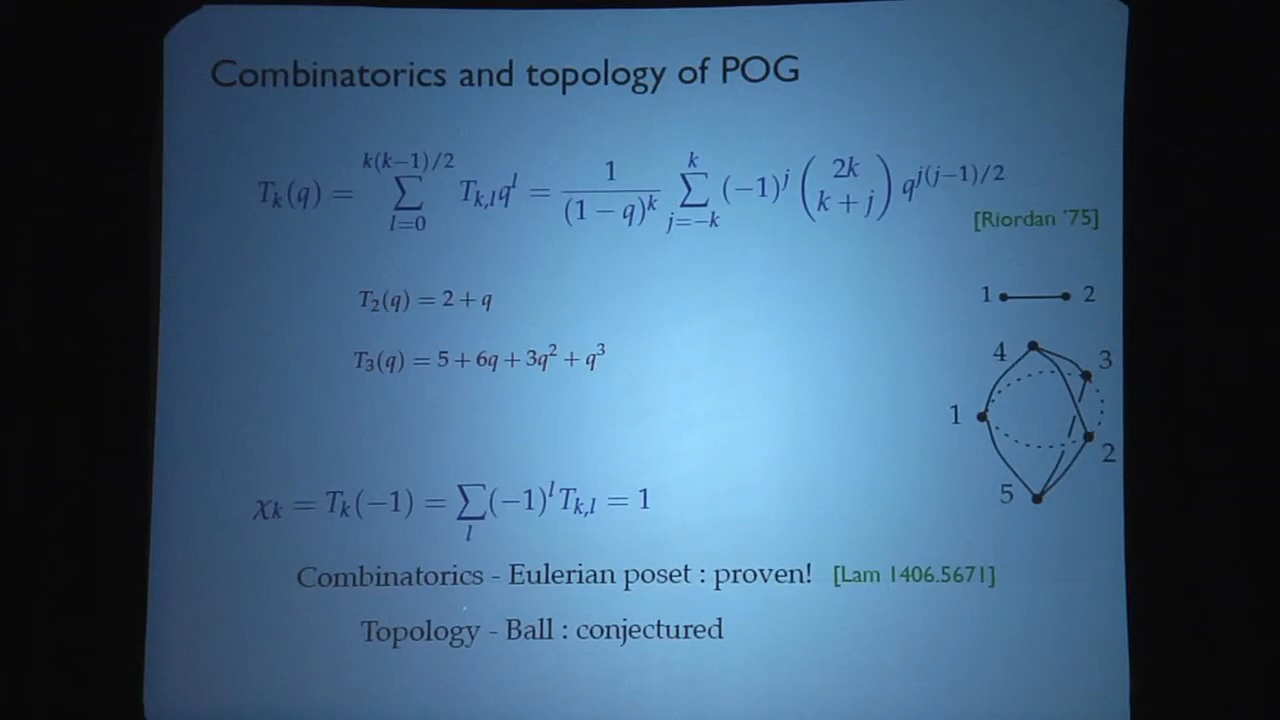 Combinatorics and topology of POG
T_k(q) = \sum_{l=0}^{k(k-1)/2} T_{k,l} q^l = \frac{1}{(1-q)^k} \sum_{j=-k}^{k} (-1)^j \binom{2k}{k+j} q^{j(j-1)/2}
[Riordan '75]
T_2(q) = 2 + q
1 2
T_3(q) = 5 + 6q + 3q^2 + q^3
4 3
1
2
5
χ_k = T_k(-1) = \sum_l (-1)^l T_{k,l} = 1
Combinatorics - Eulerian poset : proven! [Lam 1406.5671]
Topology - Ball : conjectured